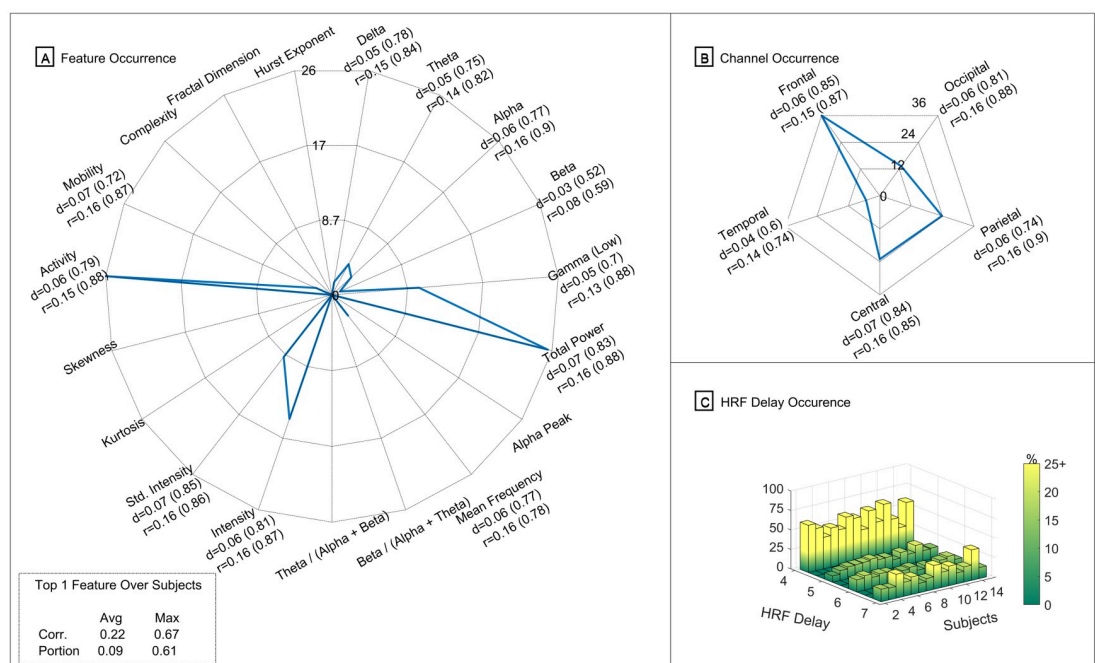 A Feature Occurrence
Delta
d=0.05 (0.78)
r=0.15 (0.84)
Theta
d=0.05 (0.75)
r=0.14 (0.82)
Alpha
d=0.06 (0.77)
r=0.16 (0.9)
Beta
d=0.03 (0.52)
r=0.08 (0.59)
Gamma (Low)
d=0.05 (0.7)
r=0.13 (0.88)
Total Power
d=0.07 (0.83)
r=0.16 (0.88)
Alpha Peak
Mean Frequency
d=0.06 (0.77)
r=0.16 (0.78)
Beta / (Alpha + Theta)
Theta / (Alpha + Beta)
Intensity
d=0.06 (0.81)
r=0.16 (0.87)
Std. Intensity
d=0.07 (0.85)
r=0.16 (0.86)
Kurtosis
Skewness
Activity
d=0.06 (0.79)
r=0.15 (0.88)
Mobility
d=0.07 (0.72)
r=0.16 (0.87)
Complexity
Fractal Dimension
Hurst Exponent
26
17
8.7
0
Top 1 Feature Over Subjects
Avg Max
Corr. 0.22 0.67
Portion 0.09 0.61
B Channel Occurrence
Frontal
d=0.06 (0.85)
r=0.15 (0.87)
Occipital
d=0.06 (0.81)
r=0.16 (0.88)
Parietal
d=0.06 (0.74)
r=0.16 (0.9)
Central
d=0.07 (0.84)
r=0.16 (0.85)
Temporal
d=0.04 (0.6)
r=0.14 (0.74)
36
24
12
0
C HRF Delay Occurence
100
75
50
25
0
4
5
6
7
HRF Delay
2 4 6 8 10 12 14
Subjects
%
25+
20
15
10
5
0